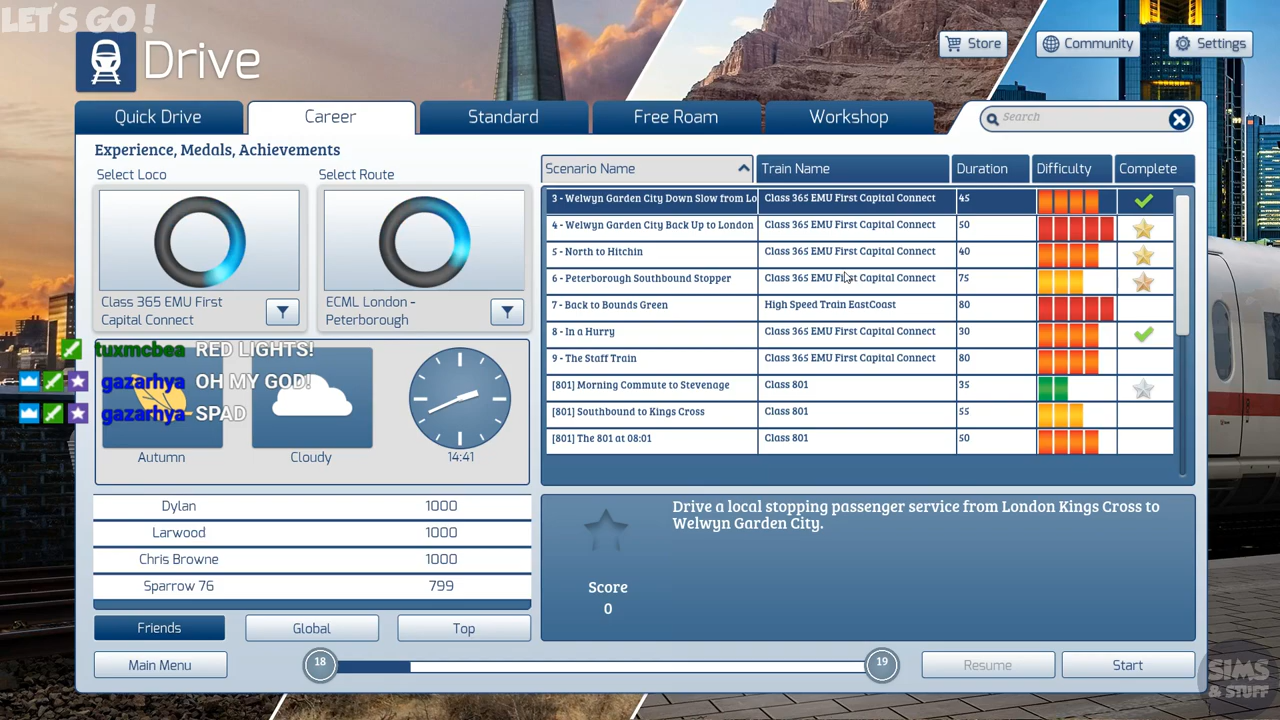 LET'S GO!
Drive
Store
Community
Settings
Quick Drive
Career
Standard
Free Roam
Workshop
Search
Experience, Medals, Achievements
Select Loco
Select Route
Class 365 EMU First
Capital Connect
ECML London -
Peterborough
tuxmcbea RED LIGHTS!
gazarhya OH MY GOD!
gazarhya SPAD
Autumn
Cloudy
14:41
Scenario Name
Train Name
Duration
Difficulty
Complete
3 - Welwyn Garden City Down Slow from Lo Class 365 EMU First Capital Connect 45
4 - Welwyn Garden City Back Up to London Class 365 EMU First Capital Connect 50
5 - North to Hitchin Class 365 EMU First Capital Connect 40
6 - Peterborough Southbound Stopper Class 365 EMU First Capital Connect 75
7 - Back to Bounds Green High Speed Train EastCoast 80
8 - In a Hurry Class 365 EMU First Capital Connect 30
9 - The Staff Train Class 365 EMU First Capital Connect 80
[801] Morning Commute to Stevenage Class 801 35
[801] Southbound to Kings Cross Class 801 55
[801] The 801 at 08:01 Class 801 50
Dylan 1000
Larwood 1000
Chris Browne 1000
Sparrow 76 799
Drive a local stopping passenger service from London Kings Cross to
Welwyn Garden City.
Score
0
Friends
Global
Top
Main Menu
18
19
Resume
Start
SIMS
& STUFF